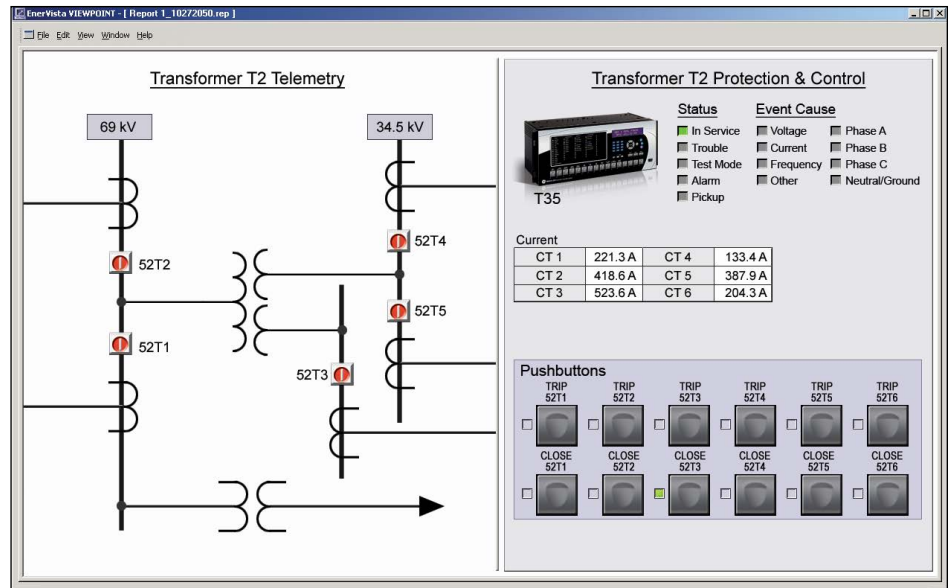 EnerVista VIEWPOINT - [ Report 1_10272050.rep ]
File Edit View Window Help
Transformer T2 Telemetry
69 kV
34.5 kV
52T4
52T2
52T5
52T1
52T3
Transformer T2 Protection & Control
Status Event Cause
In Service Voltage Phase A
Trouble Current Phase B
Test Mode Frequency Phase C
Alarm Other Neutral/Ground
Pickup
T35
Current
CT 1 221.3 A CT 4 133.4 A
CT 2 418.6 A CT 5 387.9 A
CT 3 523.6 A CT 6 204.3 A
Pushbuttons
TRIP TRIP TRIP TRIP TRIP TRIP
52T1 52T2 52T3 52T4 52T5 52T6
CLOSE CLOSE CLOSE CLOSE CLOSE CLOSE
52T1 52T2 52T3 52T4 52T5 52T6